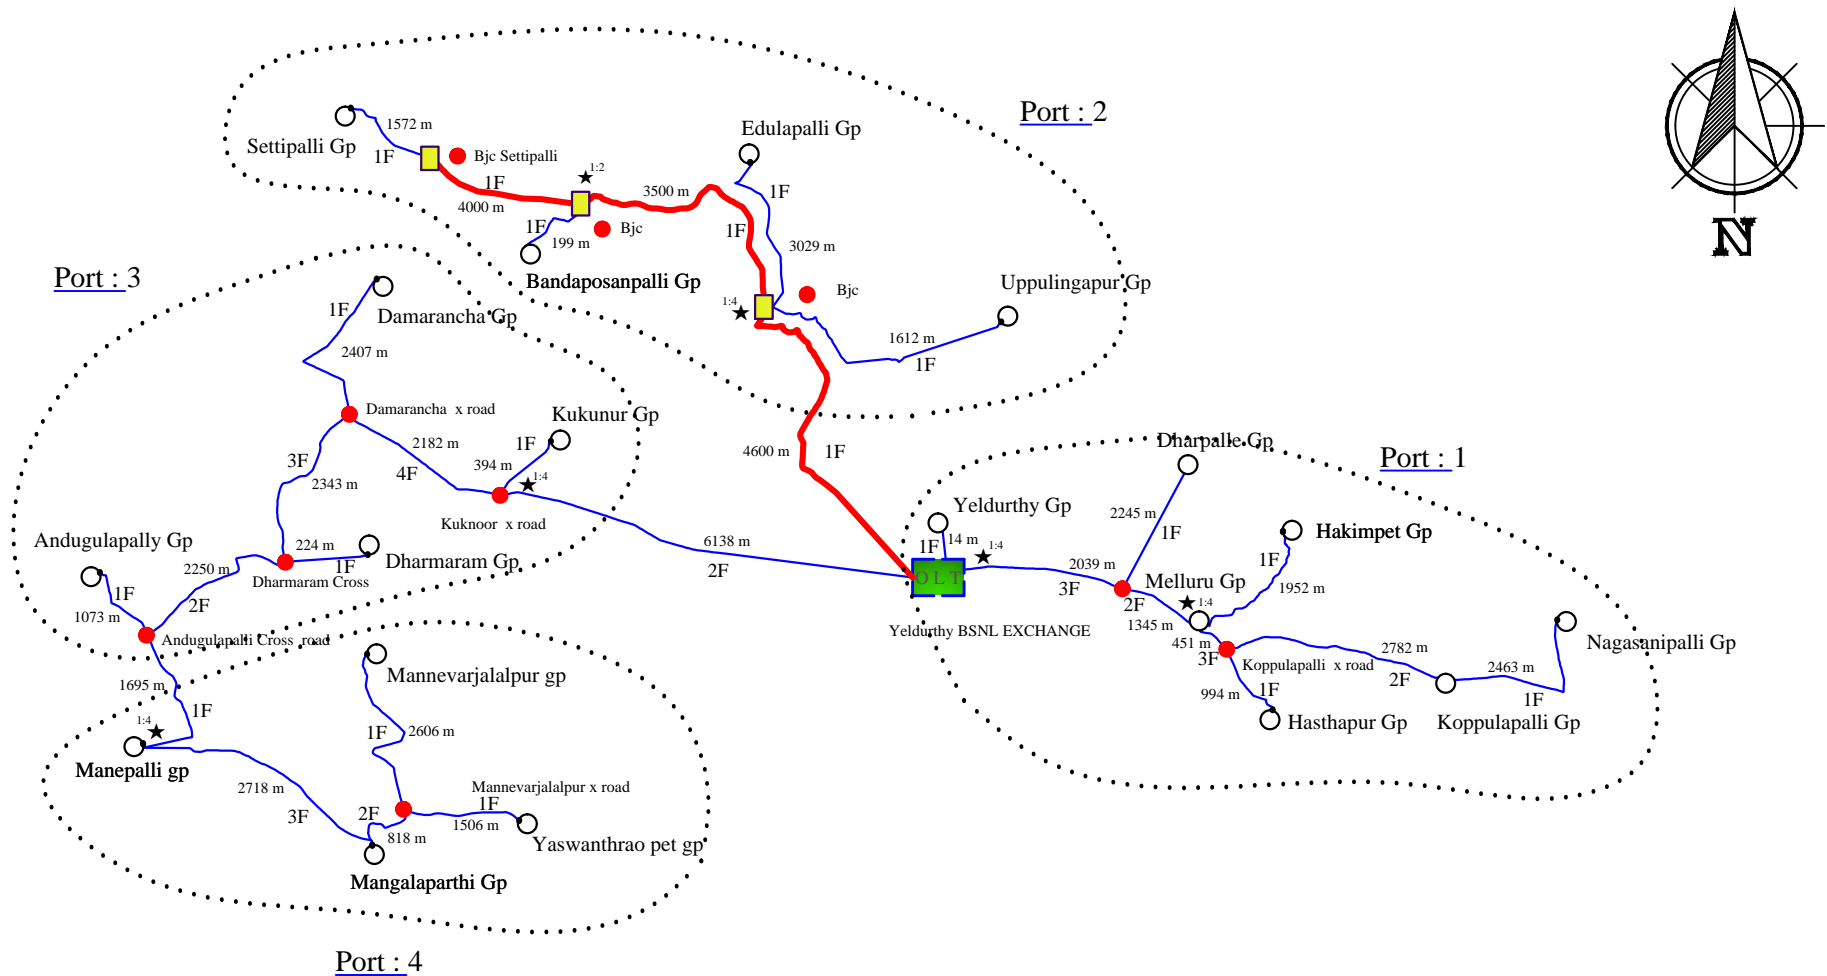 Port : 2
Edulapalli Gp
1572 m
Settipalli Gp
1F
Bjc Settipalli
1:2
1F
4000 m
3500 m
1F
1F
199 m
Bjc
1F
3029 m
Bandaposanpalli Gp
Port : 3
Bjc
1:4
Uppulingapur Gp
1612 m
1F
1F
Damarancha Gp
2407 m
Damarancha x road
Kukunur Gp
2182 m
1F
394 m
4F
1:4
3F
2343 m
Kuknoor x road
4600 m
1F
Dharpalle Gp
Port : 1
Yeldurthy Gp
2245 m
1F
Hakimpet Gp
Andugulapally Gp
224 m
1F
Dharmaram Gp
2250 m
Dharmaram Cross
6138 m
2F
1F
14 m
1:4
O L T
2039 m
3F
Melluru Gp
1F
1952 m
1F
1073 m
2F
2F
1:4
1345 m
Yeldurthy BSNL EXCHANGE
451 m
3F
Koppulapalli x road
2782 m
2F
2463 m
1F
Nagasanipalli Gp
Andugulapalli Cross road
994 m
1F
Hasthapur Gp
Koppulapalli Gp
Mannevarjalalpur gp
1695 m
1F
1:4
1F
2606 m
Manepalli gp
2718 m
3F
Mannevarjalalpur x road
2F
818 m
1F
1506 m
Yaswanthrao pet gp
Mangalaparthi Gp
Port : 4
N